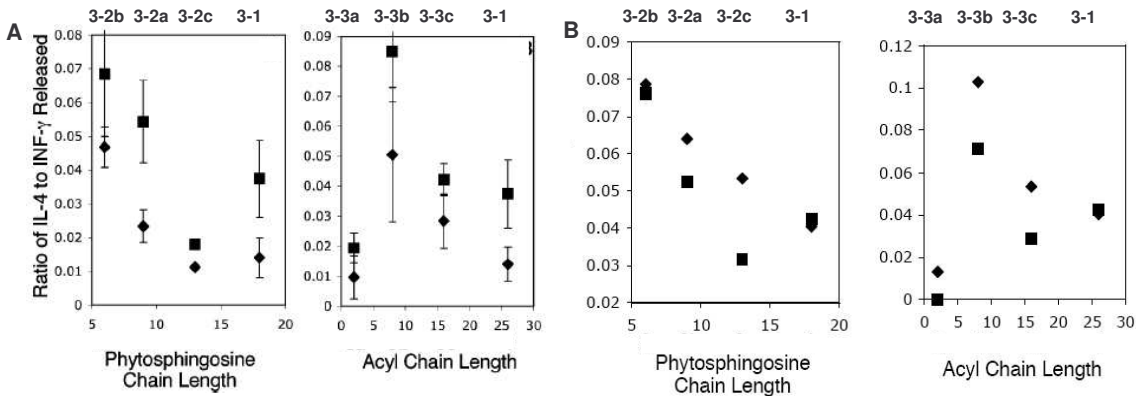 3-2b 3-2a 3-2c 3-1
3-3a 3-3b 3-3c 3-1
3-2b 3-2a 3-2c 3-1
3-3a 3-3b 3-3c 3-1
A
B
Ratio of IL-4 to INF-γ Released
0.08
0.07
0.06
0.05
0.04
0.03
0.02
0.01
0
5 10 15 20
Phytosphingosine
Chain Length
0.09
0.08
0.07
0.06
0.05
0.04
0.03
0.02
0.01
0
0 5 10 15 20 25 30
Acyl Chain Length
0.09
0.08
0.07
0.06
0.05
0.04
0.03
0.02
5 10 15 20
Phytosphingosine
Chain Length
0.12
0.1
0.08
0.06
0.04
0.02
0
0 5 10 15 20 25 30
Acyl Chain Length